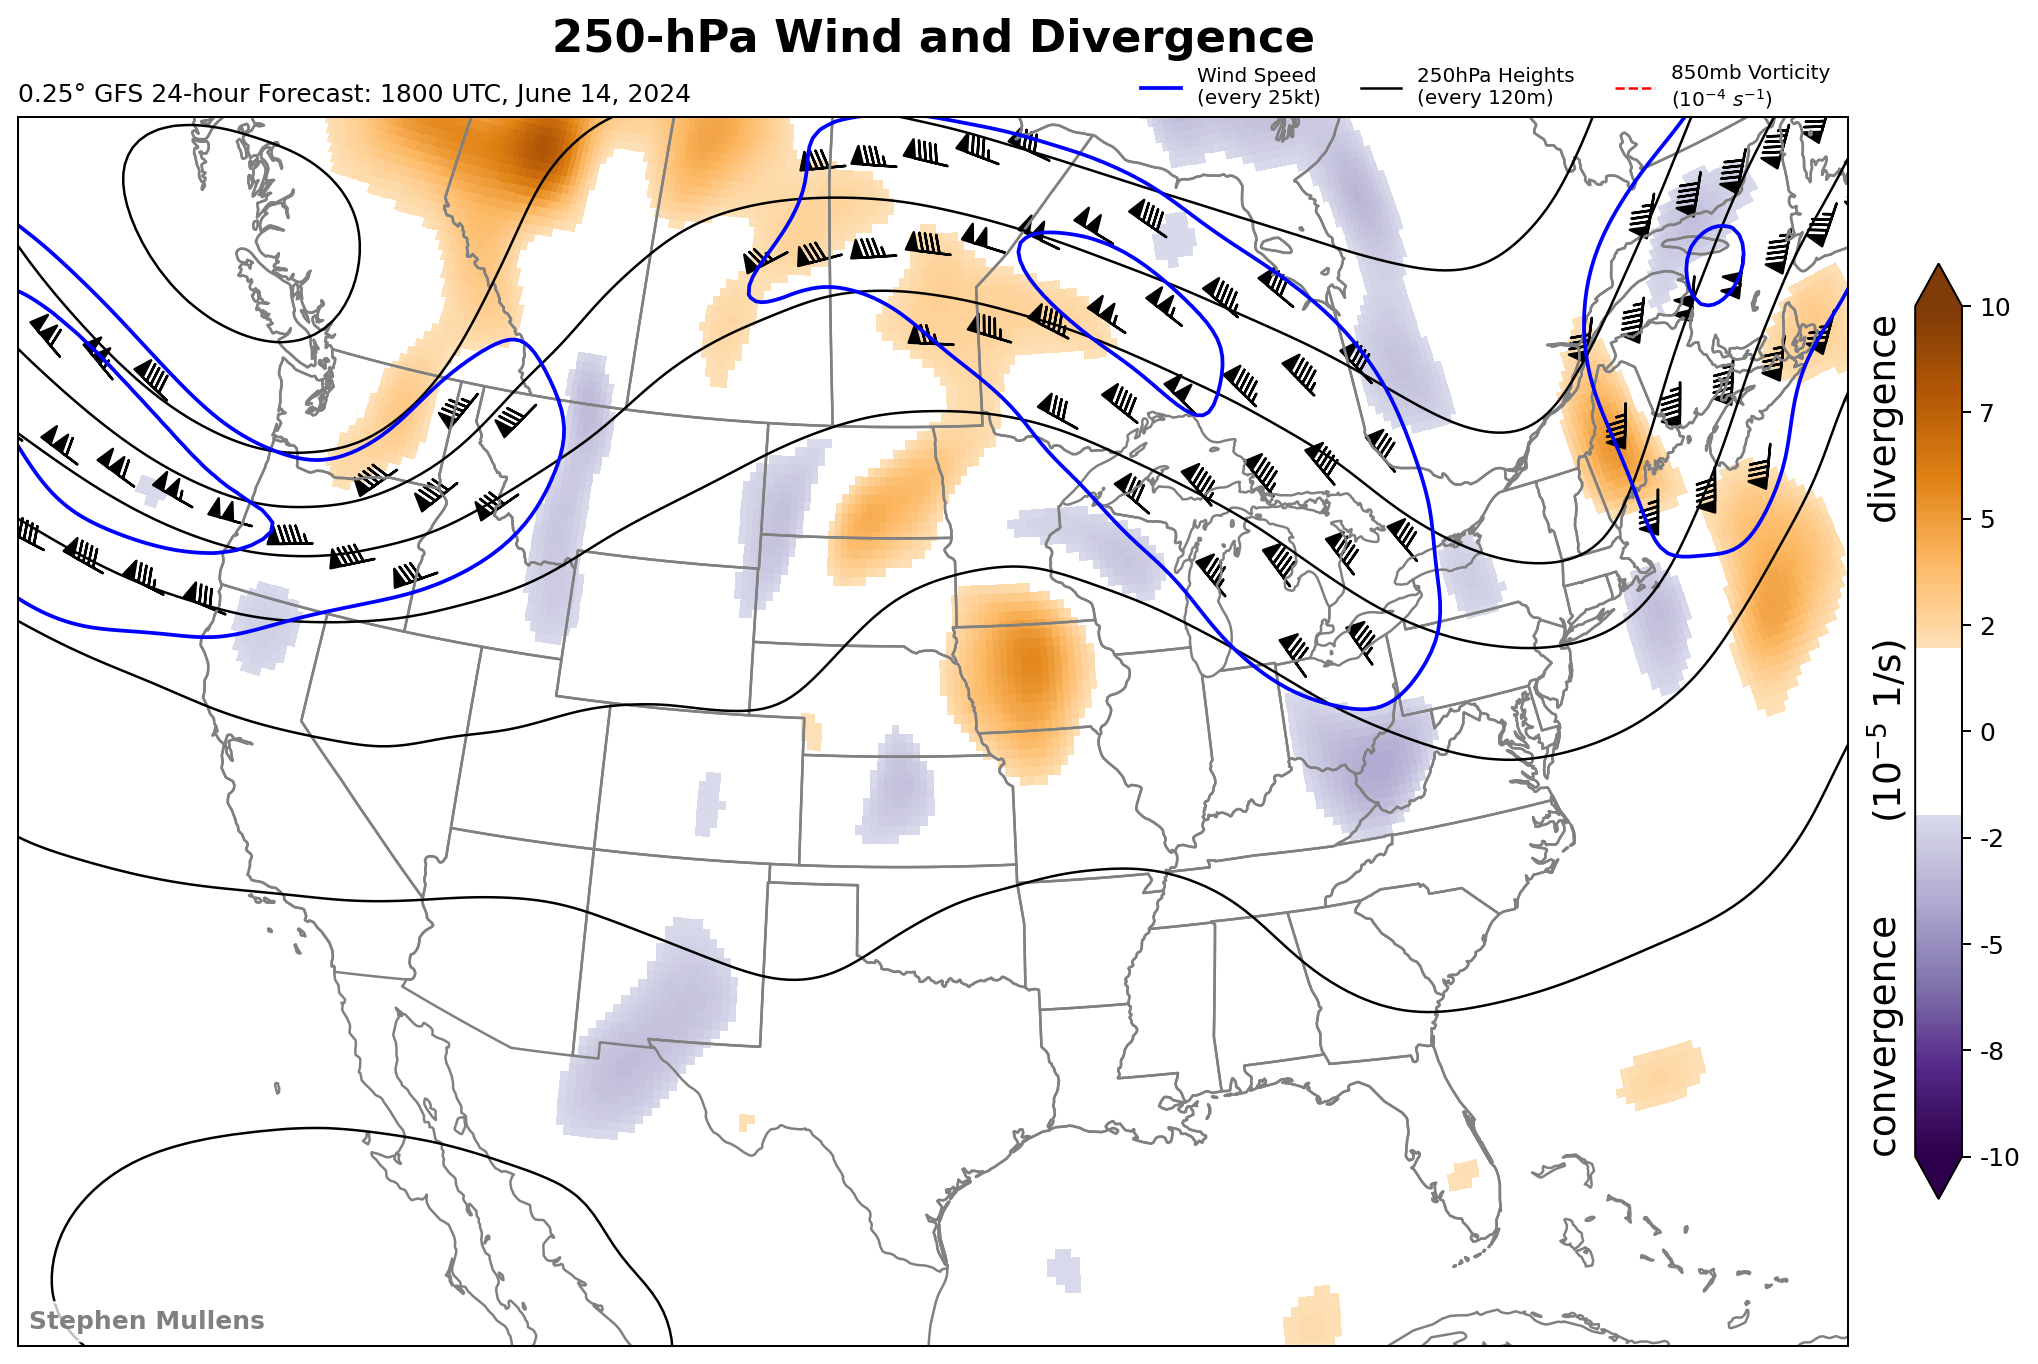 250-hPa Wind and Divergence
0.25° GFS 24-hour Forecast: 1800 UTC, June 14, 2024
Wind Speed
(every 25kt)
250hPa Heights
(every 120m)
850mb Vorticity
(10⁻⁴ s⁻¹)
10
7
5
2
0
-2
-5
-8
-10
convergence (10⁻⁵ 1/s) divergence
Stephen Mullens